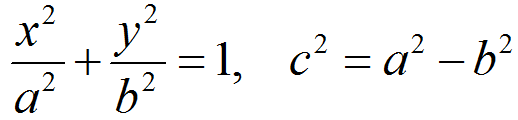 x²/a² + y²/b² = 1, c² = a² − b²